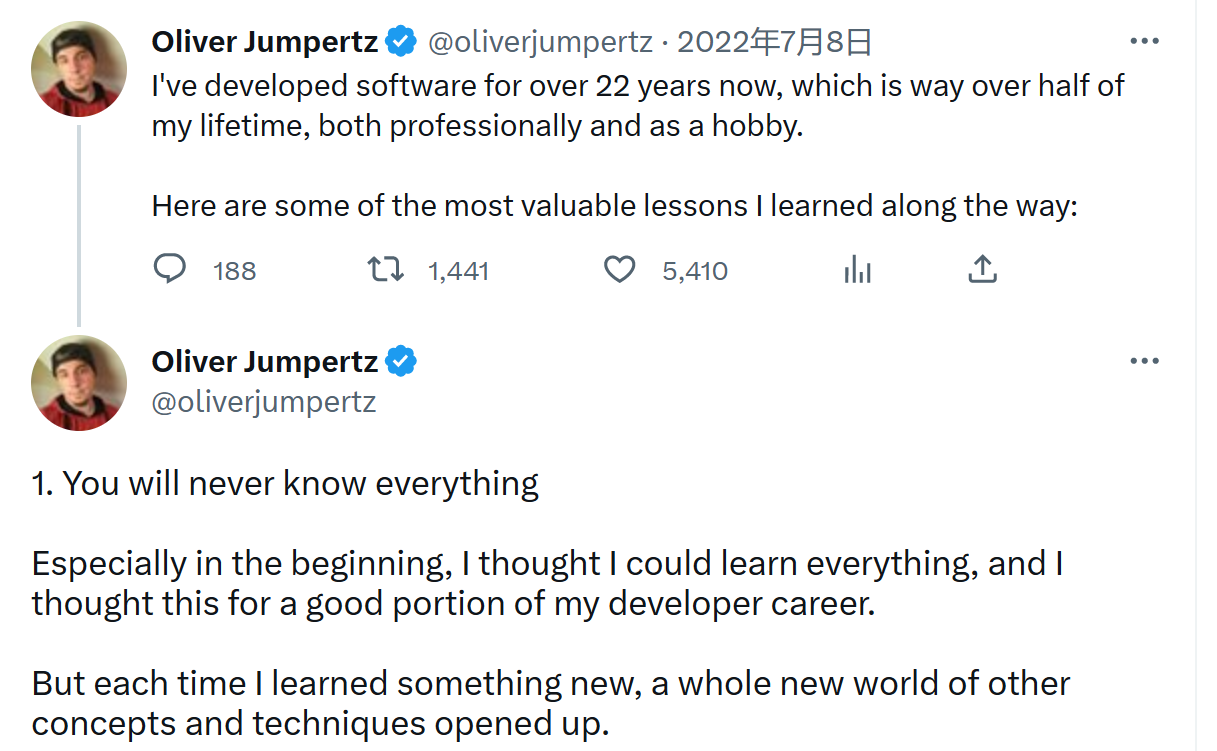 Oliver Jumpertz @oliverjumpertz · 2022年7月8日
I've developed software for over 22 years now, which is way over half of
my lifetime, both professionally and as a hobby.
Here are some of the most valuable lessons I learned along the way:
188 1,441 5,410
Oliver Jumpertz
@oliverjumpertz
1. You will never know everything
Especially in the beginning, I thought I could learn everything, and I
thought this for a good portion of my developer career.
But each time I learned something new, a whole new world of other
concepts and techniques opened up.